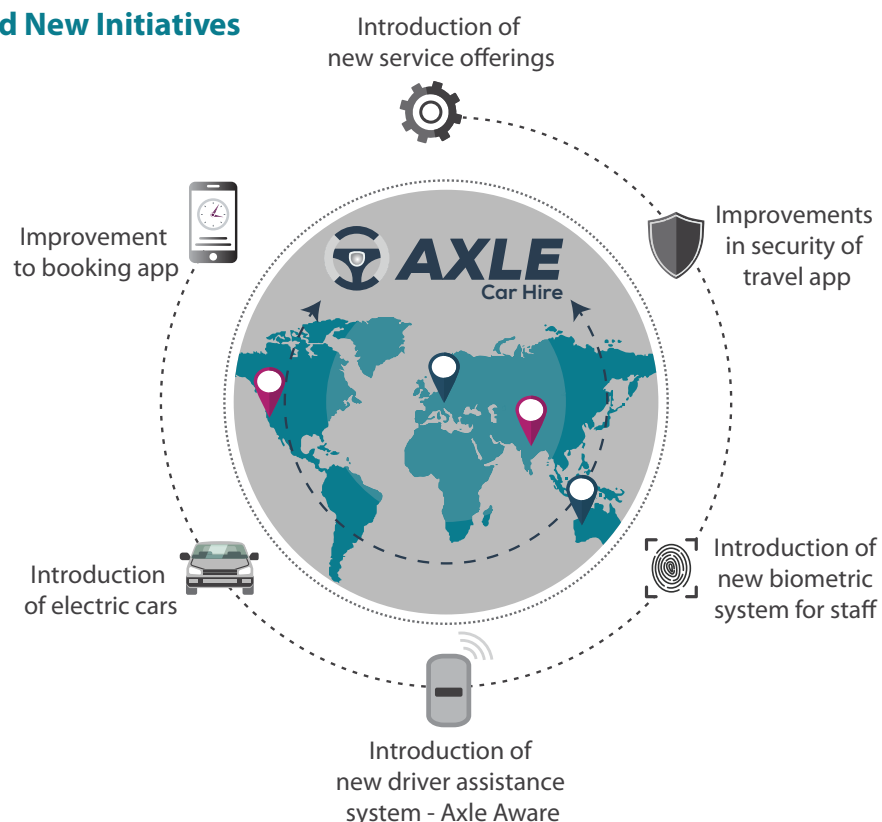 d New Initiatives
Introduction of
new service offerings
Improvement
to booking app
Improvements
in security of
travel app
AXLE
Car Hire
Introduction
of electric cars
Introduction of
new biometric
system for staff
Introduction of
new driver assistance
system - Axle Aware